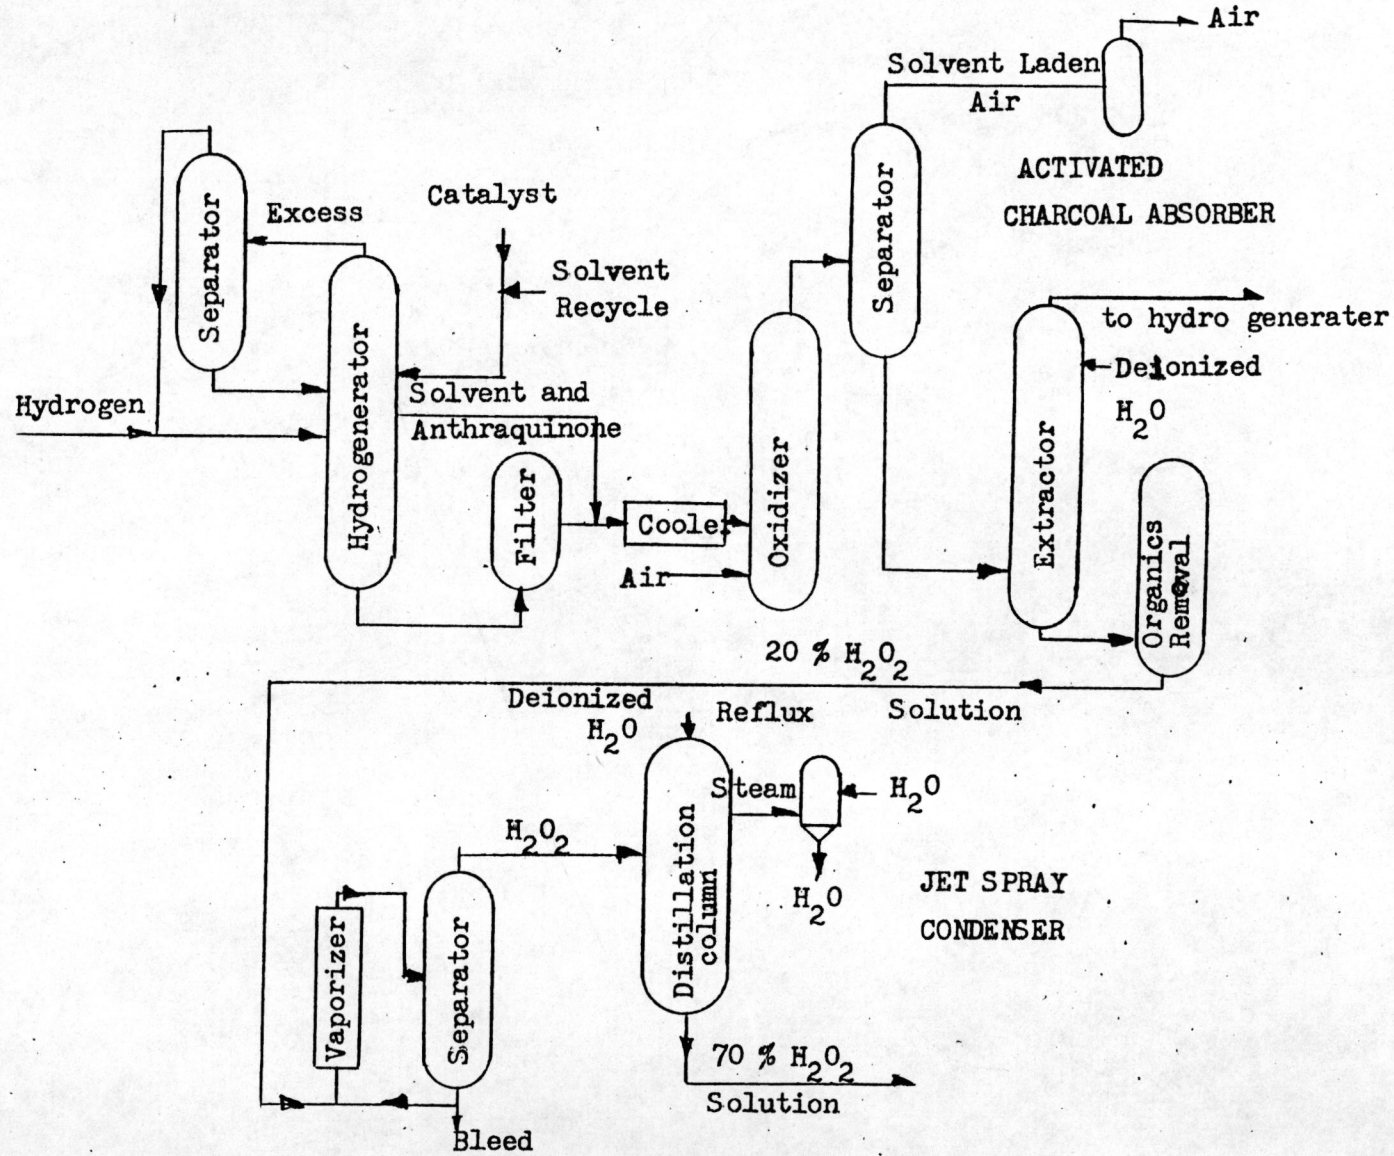 Air
Solvent Laden
Air
ACTIVATED
CHARCOAL ABSORBER
Separator
Excess
Catalyst
Solvent
Recycle
Separator
to hydro generater
Deionized
H2O
Hydrogen
Hydrogenerator
Solvent and
Anthraquinone
Filter
Cooler
Air
Oxidizer
Extractor
Organics
Removal
20 % H2O2
Solution
Deionized
H2O
Reflux
Steam
H2O
H2O
JET SPRAY
CONDENSER
H2O2
Distillation
column
Vaporizer
Separator
70 % H2O2
Solution
Bleed